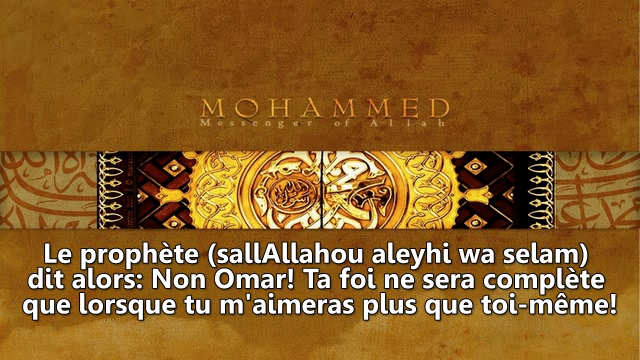 MOHAMMED
Messenger of Allah
Le prophète (sallAllahou aleyhi wa selam)
dit alors: Non Omar! Ta foi ne sera complète
que lorsque tu m'aimeras plus que toi-même!